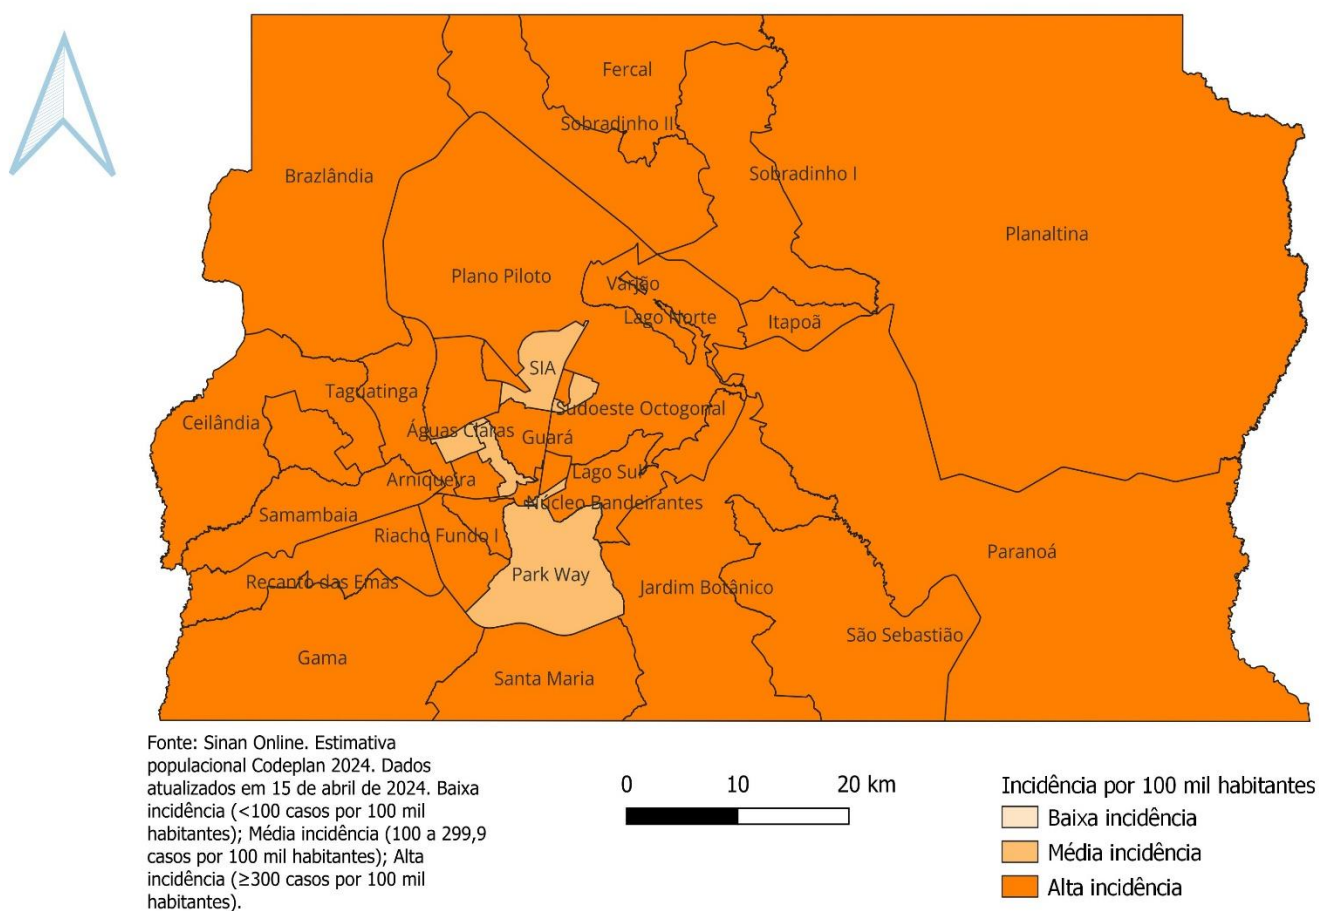 Fercal
Sobradinho II
Brazlândia
Sobradinho I
Planaltina
Plano Piloto
Varjão
Lago Norte
Itapoã
SIA
Taguatinga
Sudoeste Octogonal
Ceilândia
Águas Claras
Guará
Lago Sul
Arniqueira
Núcleo Bandeirantes
Samambaia
Riacho Fundo I
Paranoá
Park Way
Recanto das Emas
Jardim Botânico
São Sebastião
Gama
Santa Maria
Fonte: Sinan Online. Estimativa
populacional Codeplan 2024. Dados
atualizados em 15 de abril de 2024. Baixa
incidência (<100 casos por 100 mil
habitantes); Média incidência (100 a 299,9
casos por 100 mil habitantes); Alta
incidência (≥300 casos por 100 mil
habitantes).
0 10 20 km
Incidência por 100 mil habitantes
Baixa incidência
Média incidência
Alta incidência